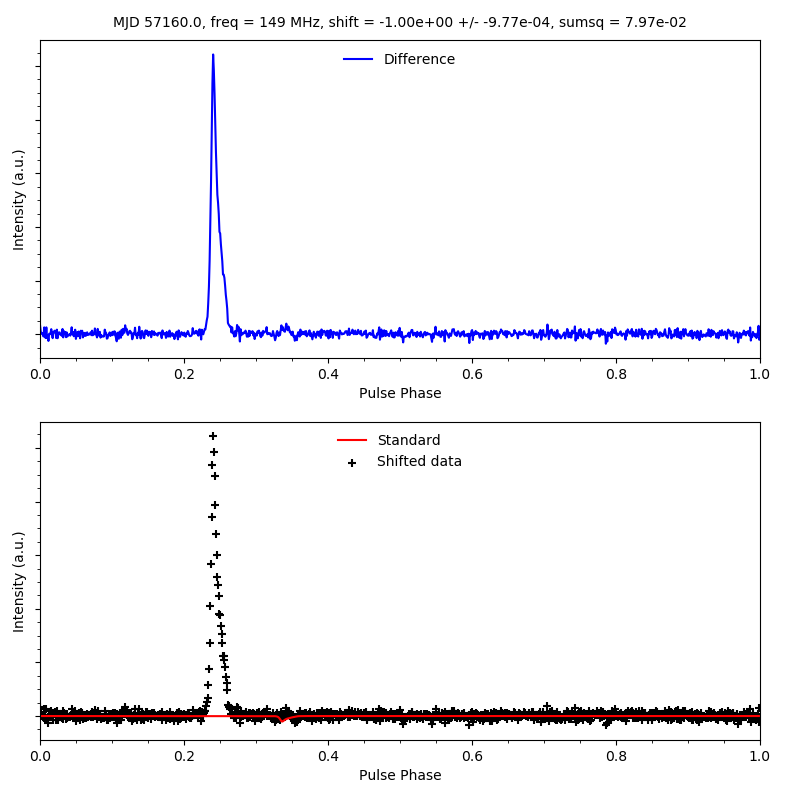 MJD 57160.0, freq = 149 MHz, shift = -1.00e+00 +/- -9.77e-04, sumsq = 7.97e-02
Difference
Intensity (a.u.)
0.0 0.2 0.4 0.6 0.8 1.0
Pulse Phase
Standard
Shifted data
Intensity (a.u.)
0.0 0.2 0.4 0.6 0.8 1.0
Pulse Phase